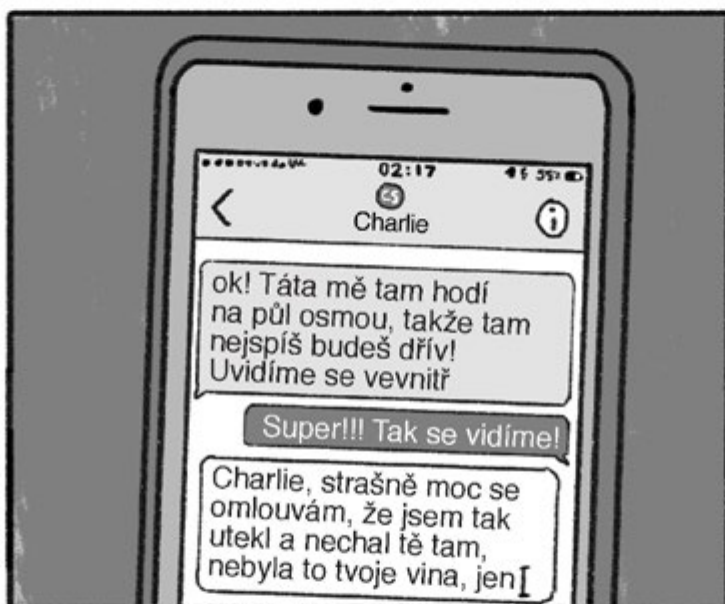 02:17
CS
Charlie
ok! Táta mě tam hodí
na půl osmou, takže tam
nejspíš budeš dřív!
Uvidíme se vevnitř
Super!!! Tak se vidíme!
Charlie, strašně moc se
omlouvám, že jsem tak
utekl a nechal tě tam,
nebyla to tvoje vina, jen